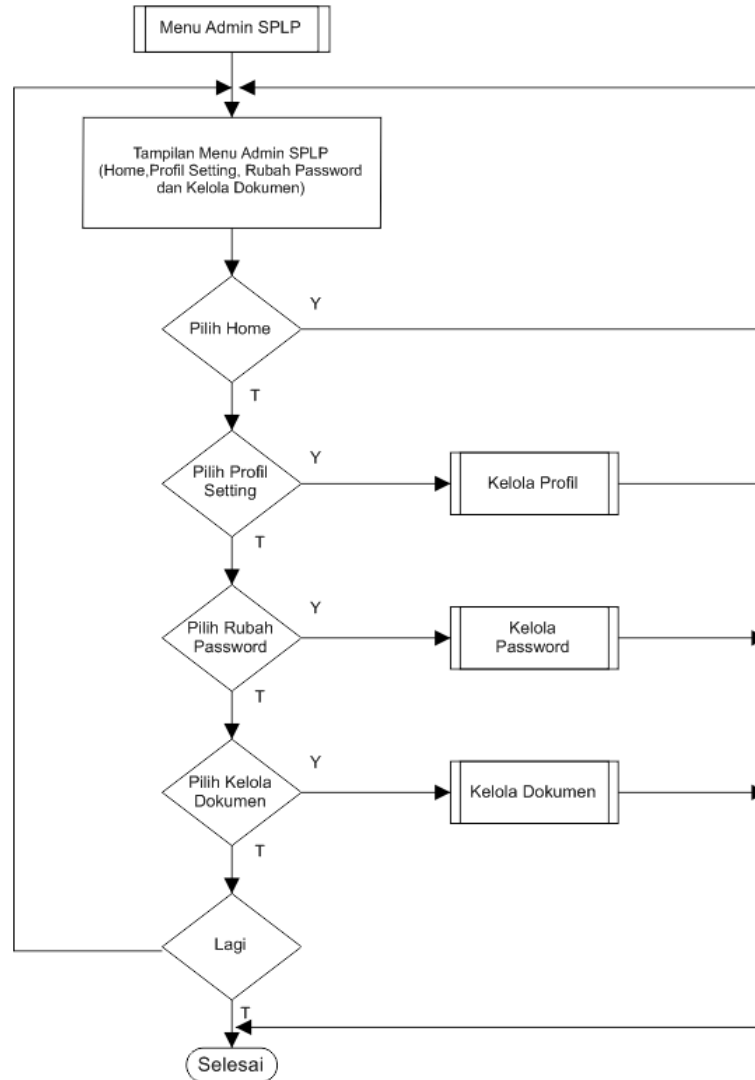 Menu Admin SPLP
Tampilan Menu Admin SPLP
(Home,Profil Setting, Rubah Password
dan Kelola Dokumen)
Y
Pilih Home
T
Y
Pilih Profil
Setting
Kelola Profil
T
Y
Pilih Rubah
Password
Kelola
Password
T
Y
Pilih Kelola
Dokumen
Kelola Dokumen
T
Lagi
T
Selesai